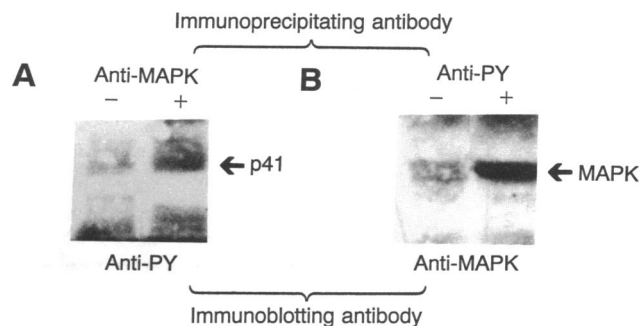 Immunoprecipitating antibody
A
Anti-MAPK
− +
← p41
Anti-PY
B
Anti-PY
− +
← MAPK
Anti-MAPK
Immunoblotting antibody